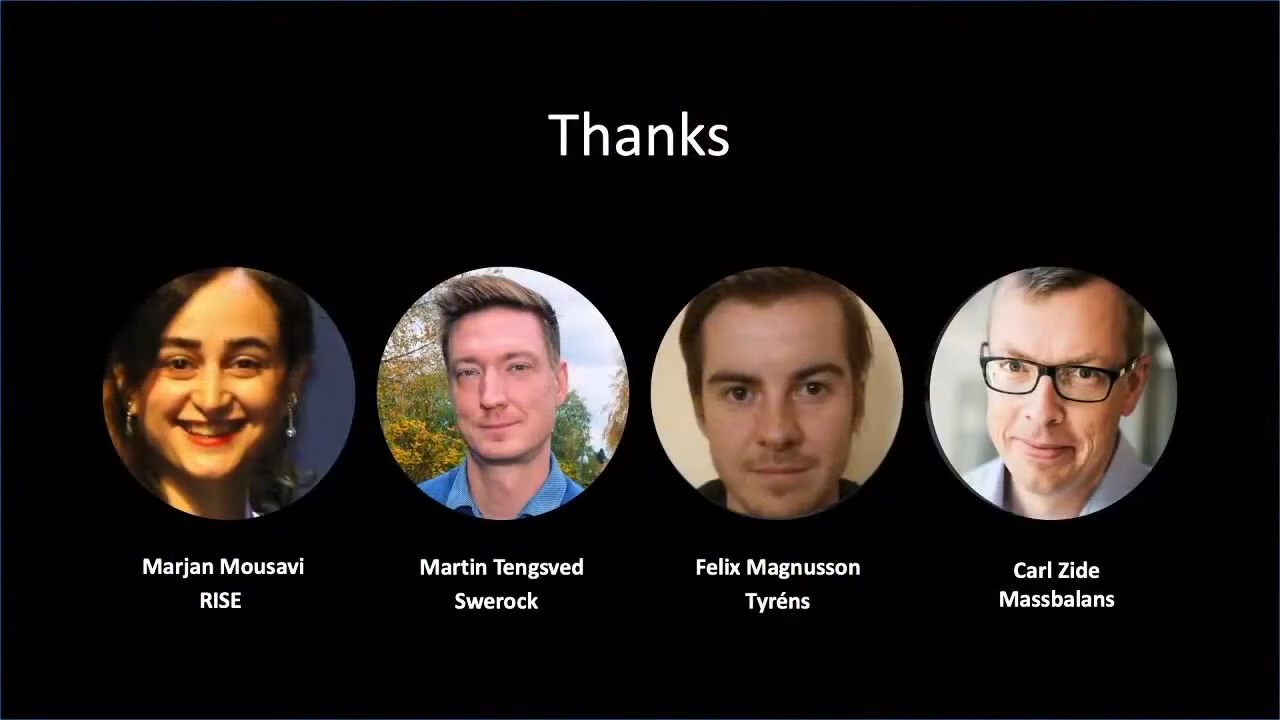 Thanks
Marjan Mousavi
RISE
Martin Tengsved
Swerock
Felix Magnusson
Tyréns
Carl Zide
Massbalans